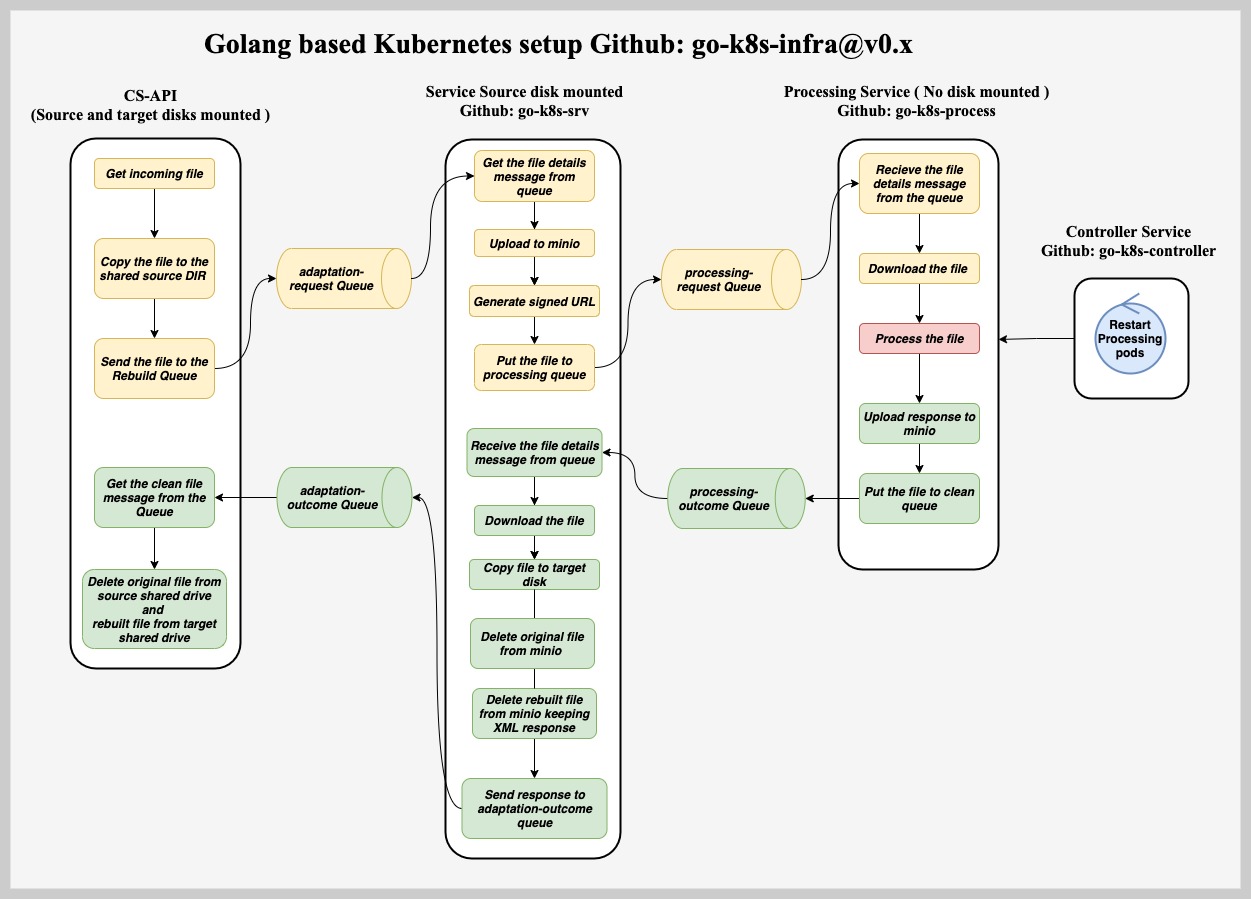 Golang based Kubernetes setup Github: go-k8s-infra@v0.x
CS-API
(Source and target disks mounted )
Get incoming file
Copy the file to the
shared source DIR
Send the file to the
Rebuild Queue
Get the clean file
message from the
Queue
Delete original file from
source shared drive
and
rebuilt file from target
shared drive
adaptation-
request Queue
adaptation-
outcome Queue
Service Source disk mounted
Github: go-k8s-srv
Get the file details
message from
queue
Upload to minio
Generate signed URL
Put the file to
processing queue
Receive the file details
message from queue
Download the file
Copy file to target
disk
Delete original file
from minio
Delete rebuilt file
from minio keeping
XML response
Send response to
adaptation-outcome
queue
processing-
request Queue
processing-
outcome Queue
Processing Service ( No disk mounted )
Github: go-k8s-process
Recieve the file
details message
from the queue
Download the file
Process the file
Upload response to
minio
Put the file to clean
queue
Controller Service
Github: go-k8s-controller
Restart
Processing
pods